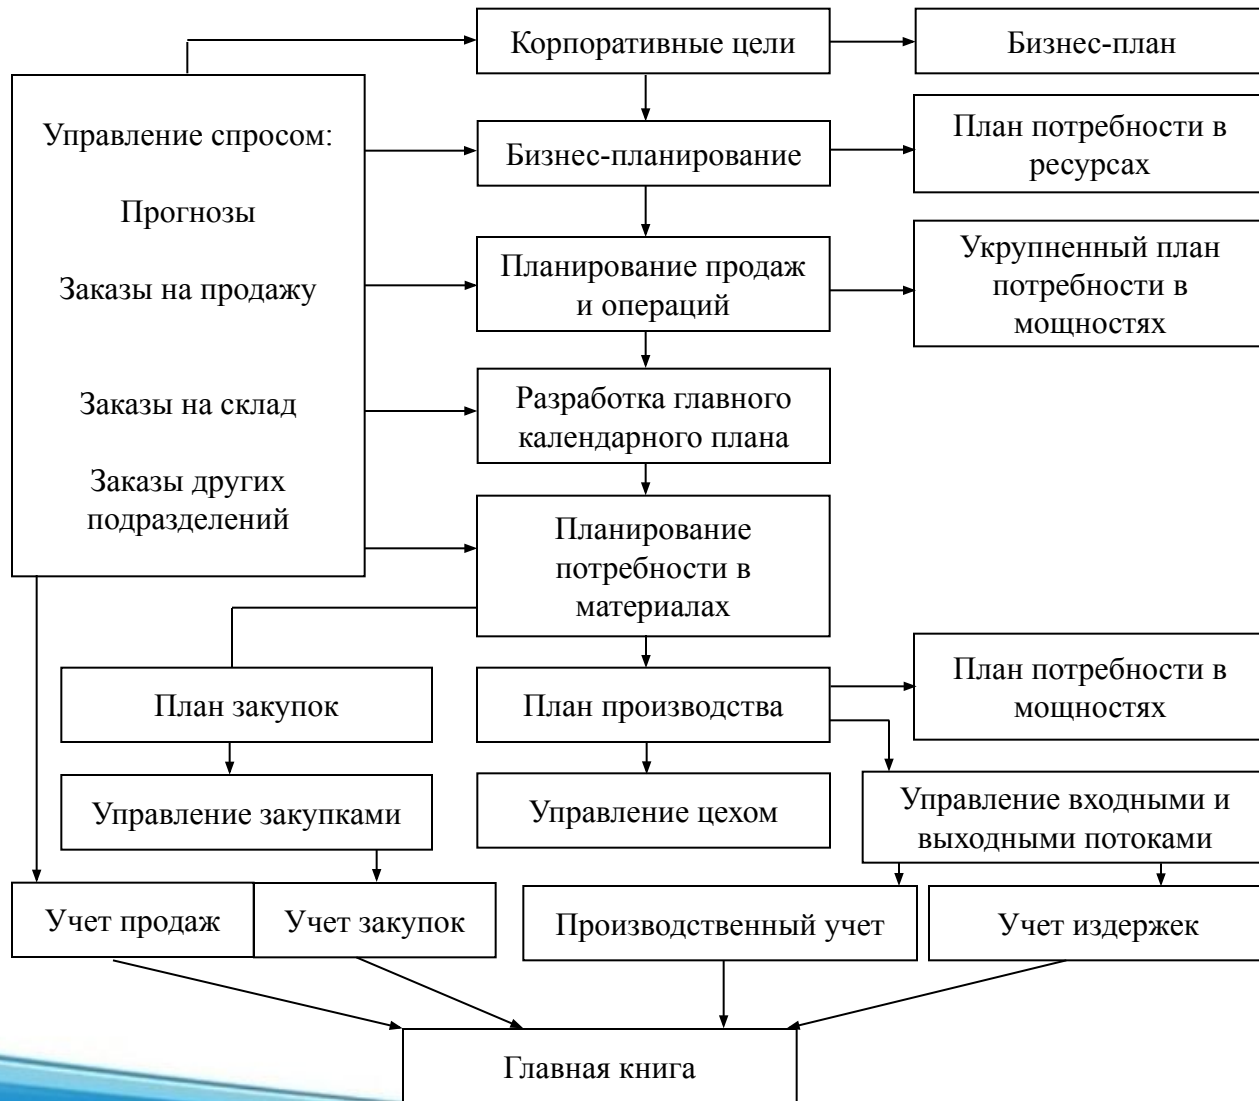 Корпоративные цели
Бизнес-план
Управление спросом:
Прогнозы
Заказы на продажу
Заказы на склад
Заказы других
подразделений
Бизнес-планирование
План потребности в
ресурсах
Планирование продаж
и операций
Укрупненный план
потребности в
мощностях
Разработка главного
календарного плана
Планирование
потребности в
материалах
План закупок
План производства
План потребности в
мощностях
Управление закупками
Управление цехом
Управление входными и
выходными потоками
Учет продаж
Учет закупок
Производственный учет
Учет издержек
Главная книга